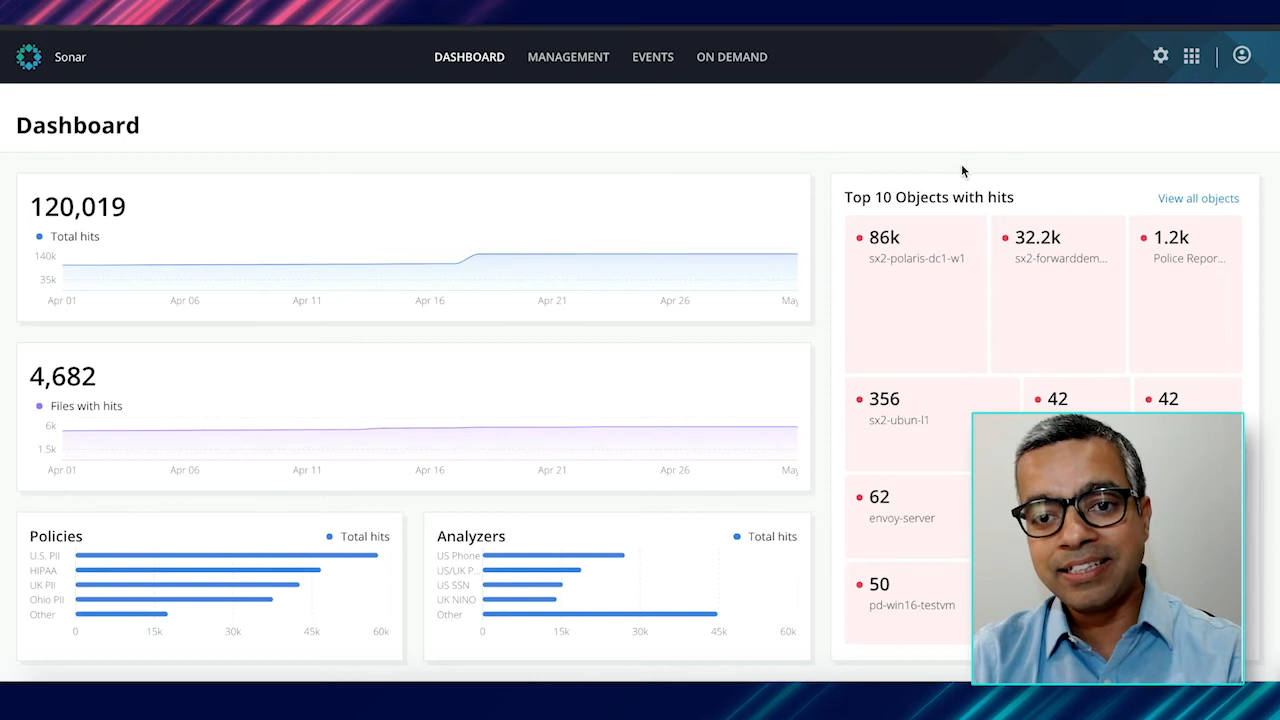 Sonar
DASHBOARD MANAGEMENT EVENTS ON DEMAND
Dashboard
120,019
Total hits
140k
35k
Apr 01 Apr 06 Apr 11 Apr 16 Apr 21 Apr 26 May
4,682
Files with hits
6k
1.5k
Apr 01 Apr 06 Apr 11 Apr 16 Apr 21 Apr 26 May
Policies Total hits
U.S. PII
HIPAA
UK PII
Ohio PII
Other
0 15k 30k 45k 60k
Analyzers Total hits
US Phone
US/UK P...
US SSN
UK NINO
Other
0 15k 30k 45k 60k
Top 10 Objects with hits View all objects
86k
sx2-polaris-dc1-w1
32.2k
sx2-forwarddem...
1.2k
Police Repor...
356
sx2-ubun-l1
42
42
62
envoy-server
50
pd-win16-testvm